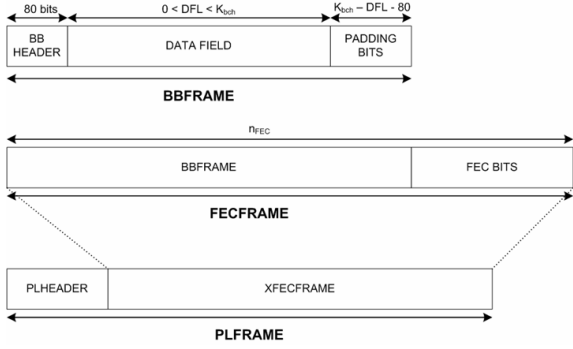 80 bits
0 < DFL < Kbch
Kbch – DFL - 80
BB
HEADER
DATA FIELD
PADDING
BITS
BBFRAME
nFEC
BBFRAME
FEC BITS
FECFRAME
PLHEADER
XFECFRAME
PLFRAME